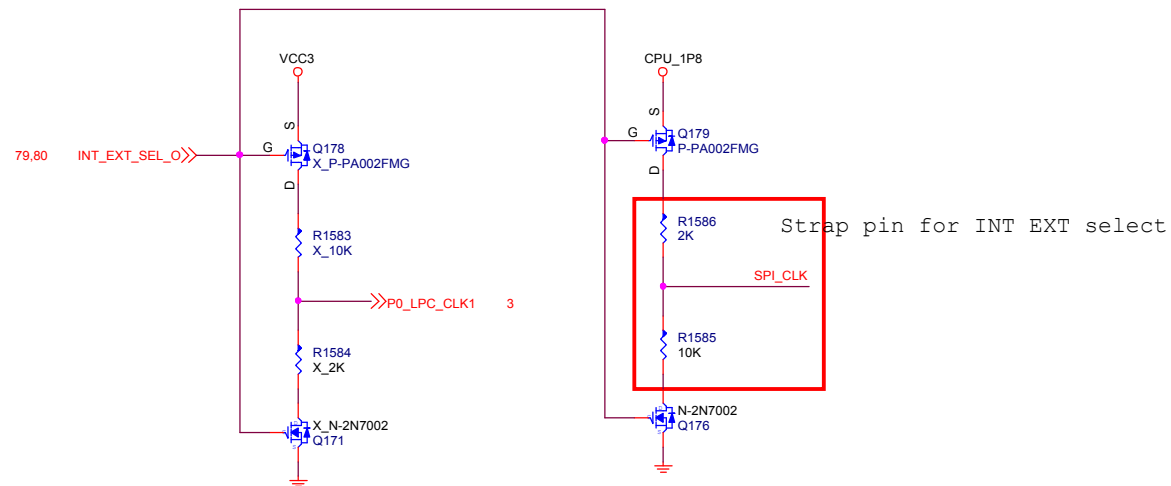 VCC3
CPU_1P8
S
G
Q178
X_P-PA002FMG
D
S
G
Q179
P-PA002FMG
D
79,80 INT_EXT_SEL_O
R1583
X_10K
R1586
2K
Strap pin for INT EXT select
SPI_CLK
P0_LPC_CLK1 3
R1584
X_2K
R1585
10K
X_N-2N7002
Q171
N-2N7002
Q176